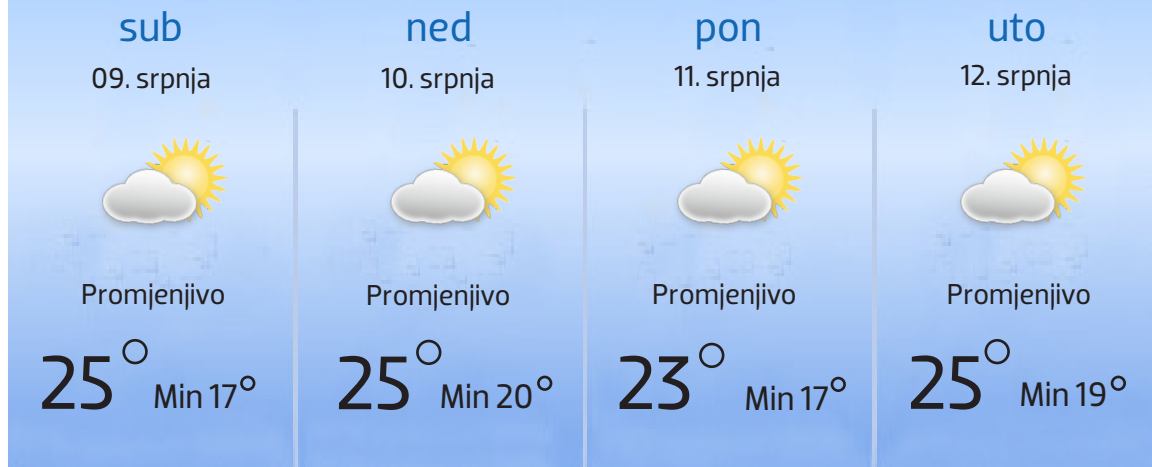 sub
09. srpnja
Promjenjivo
25° Min 17°
ned
10. srpnja
Promjenjivo
25° Min 20°
pon
11. srpnja
Promjenjivo
23° Min 17°
uto
12. srpnja
Promjenjivo
25° Min 19°